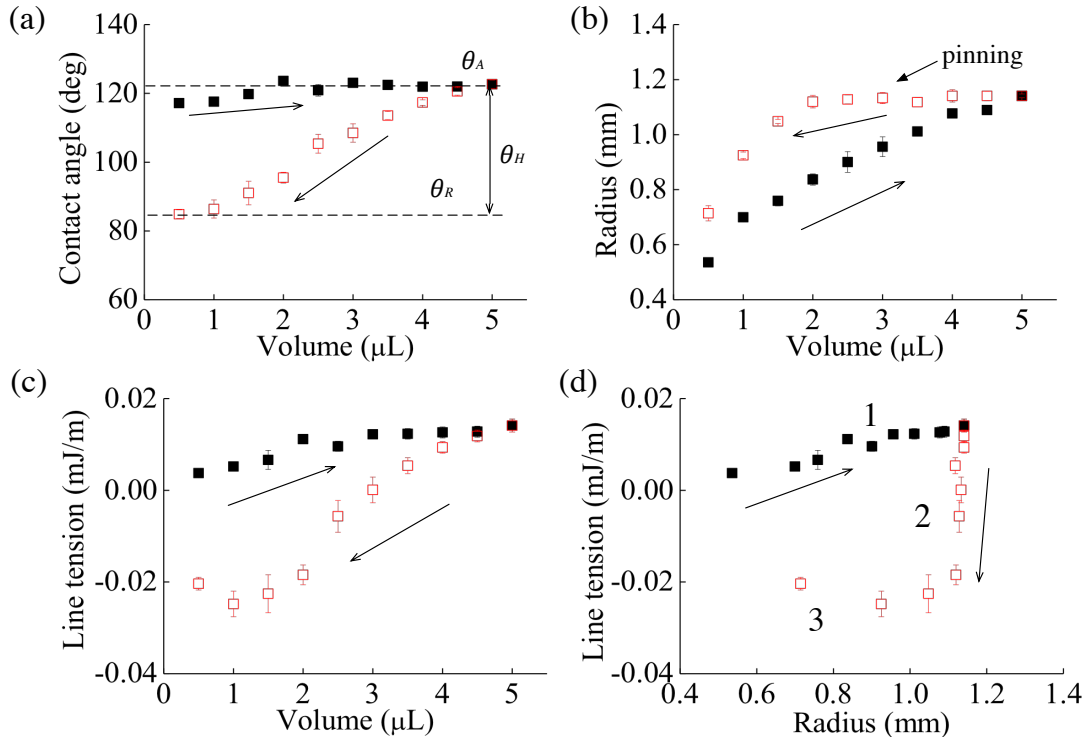 (a)
Contact angle (deg)
140
120
100
80
60
θ_A
θ_H
θ_R
0 1 2 3 4 5
Volume (μL)
(b)
Radius (mm)
1.4
1.2
1.0
0.8
0.6
0.4
pinning
1 2 3 4 5
Volume (μL)
(c)
Line tension (mJ/m)
0.02
0.00
-0.02
-0.04
0 1 2 3 4 5
Volume (μL)
(d)
Line tension (mJ/m)
0.02
0.00
-0.02
-0.04
1
2
3
0.4 0.6 0.8 1.0 1.2 1.4
Radius (mm)